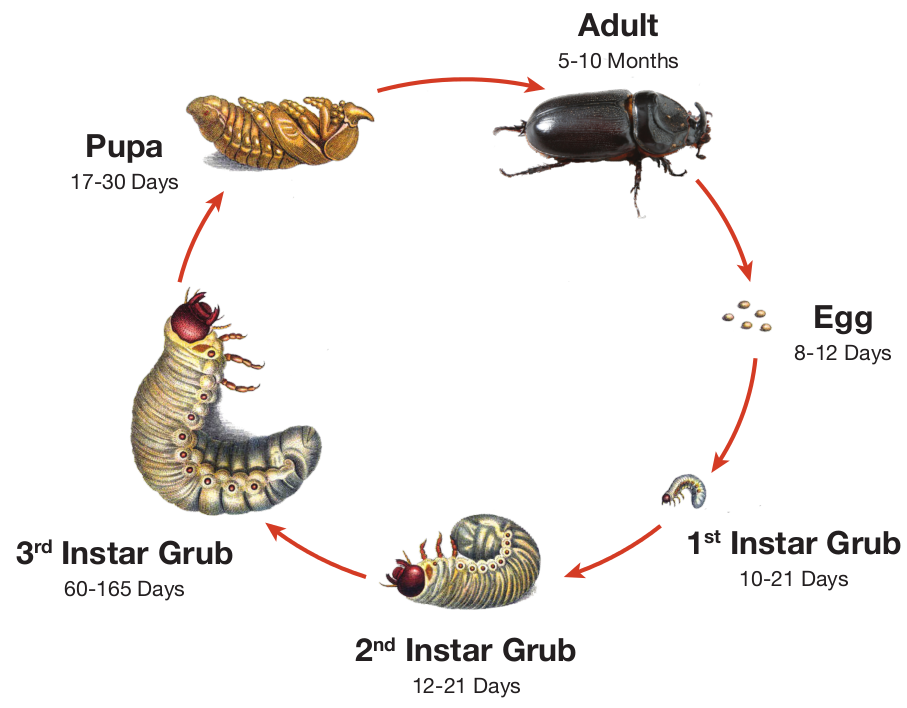 Adult
5-10 Months
Pupa
17-30 Days
Egg
8-12 Days
1st Instar Grub
10-21 Days
3rd Instar Grub
60-165 Days
2nd Instar Grub
12-21 Days